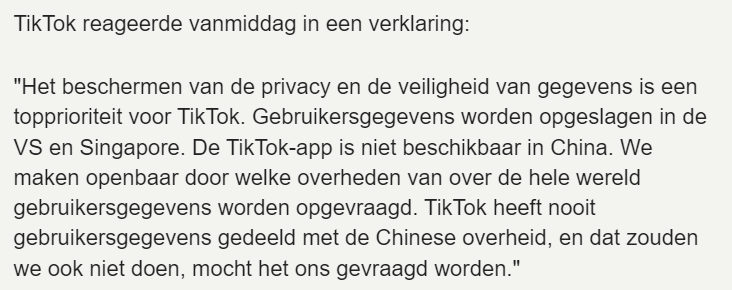 TikTok reageerde vanmiddag in een verklaring:
"Het beschermen van de privacy en de veiligheid van gegevens is een
topprioriteit voor TikTok. Gebruikersgegevens worden opgeslagen in de
VS en Singapore. De TikTok-app is niet beschikbaar in China. We
maken openbaar door welke overheden van over de hele wereld
gebruikersgegevens worden opgevraagd. TikTok heeft nooit
gebruikersgegevens gedeeld met de Chinese overheid, en dat zouden
we ook niet doen, mocht het ons gevraagd worden."